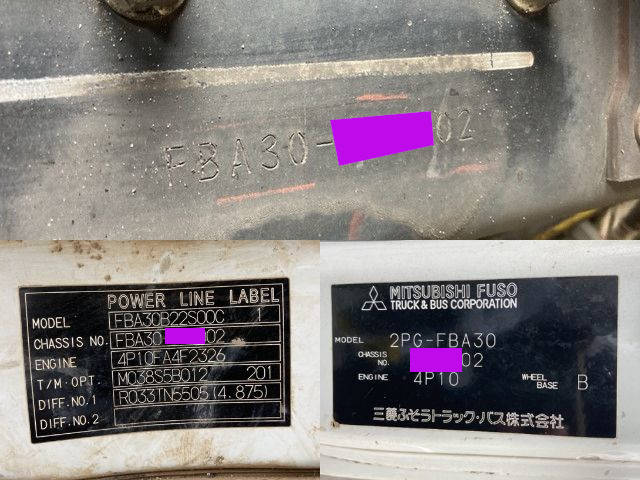 FBA30- 02
POWER LINE LABEL
MODEL FBA30B22S000C 1
CHASSIS NO. FBA30 02
ENGINE 4P10FA4E2326
T/M·OPT. M038S5B012 201
DIFF.NO.1 R033TN5505(4.875)
DIFF.NO.2
MITSUBISHI FUSO
TRUCK & BUS CORPORATION
MODEL 2PG-FBA30
CHASSIS NO. 02
ENGINE 4P10 WHEEL BASE B
三菱ふそうトラック・バス株式会社